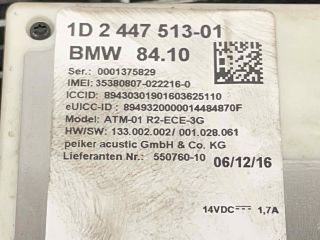 1D 2 447 513-01
BMW 84.10
Ser.: 0001375829
IMEI: 35380807-022216-0
ICCID: 89430301901603625110
eUICC-ID : 8949320000014484870F
Model: ATM-01 R2-ECE-3G
HW/SW: 133.002.002/ 001.028.061
peiker acustic GmbH & Co. KG
Lieferanten Nr.: 550760-10 06/12/16
14VDC⎓ 1,7A